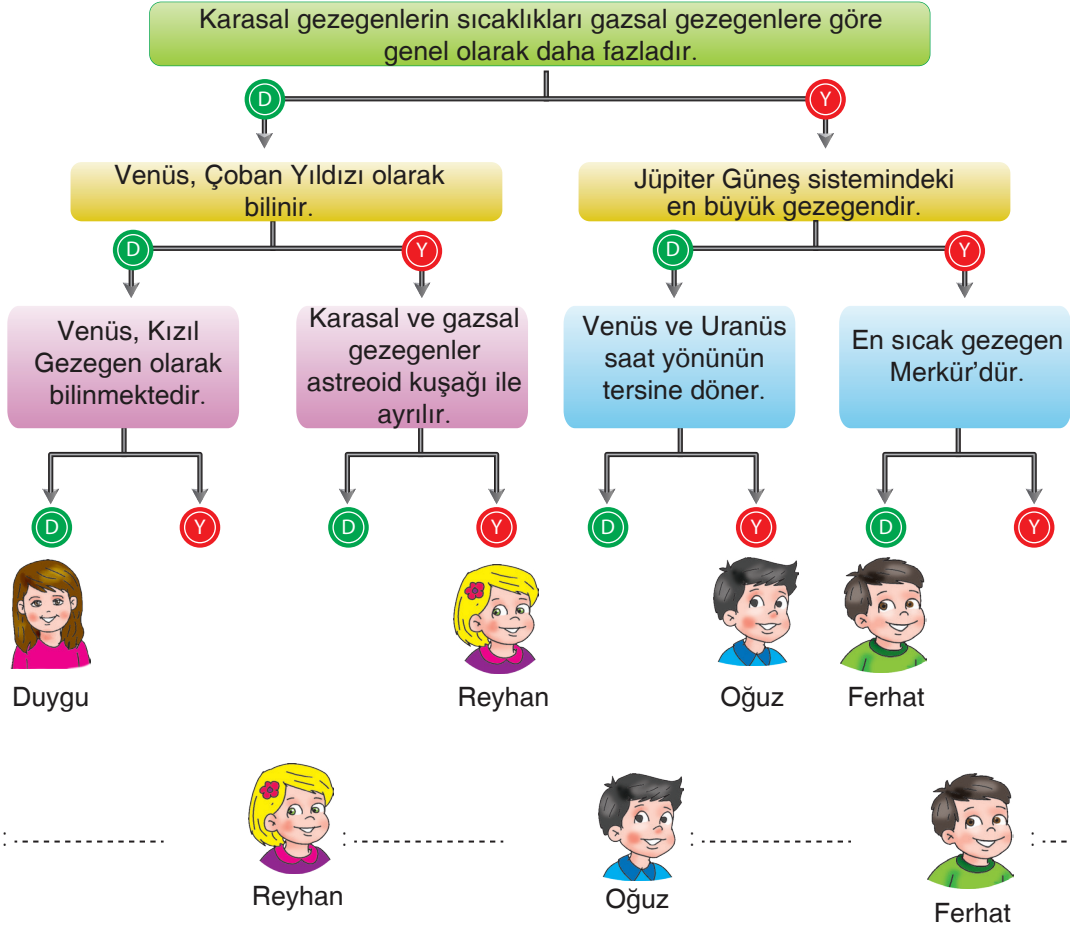 Karasal gezegenlerin sıcaklıkları gazsal gezegenlere göre
genel olarak daha fazladır.
D
Y
Venüs, Çoban Yıldızı olarak
bilinir.
Jüpiter Güneş sistemindeki
en büyük gezegendir.
D
Y
D
Y
Venüs, Kızıl
Gezegen olarak
bilinmektedir.
Karasal ve gazsal
gezegenler
astreoid kuşağı ile
ayrılır.
Venüs ve Uranüs
saat yönünün
tersine döner.
En sıcak gezegen
Merkür'dür.
D
Y
D
Y
D
Y
D
Y
Duygu
Reyhan
Oğuz
Ferhat
: ----------------
: ----------------
: ----------------
: ----
Reyhan
Oğuz
Ferhat